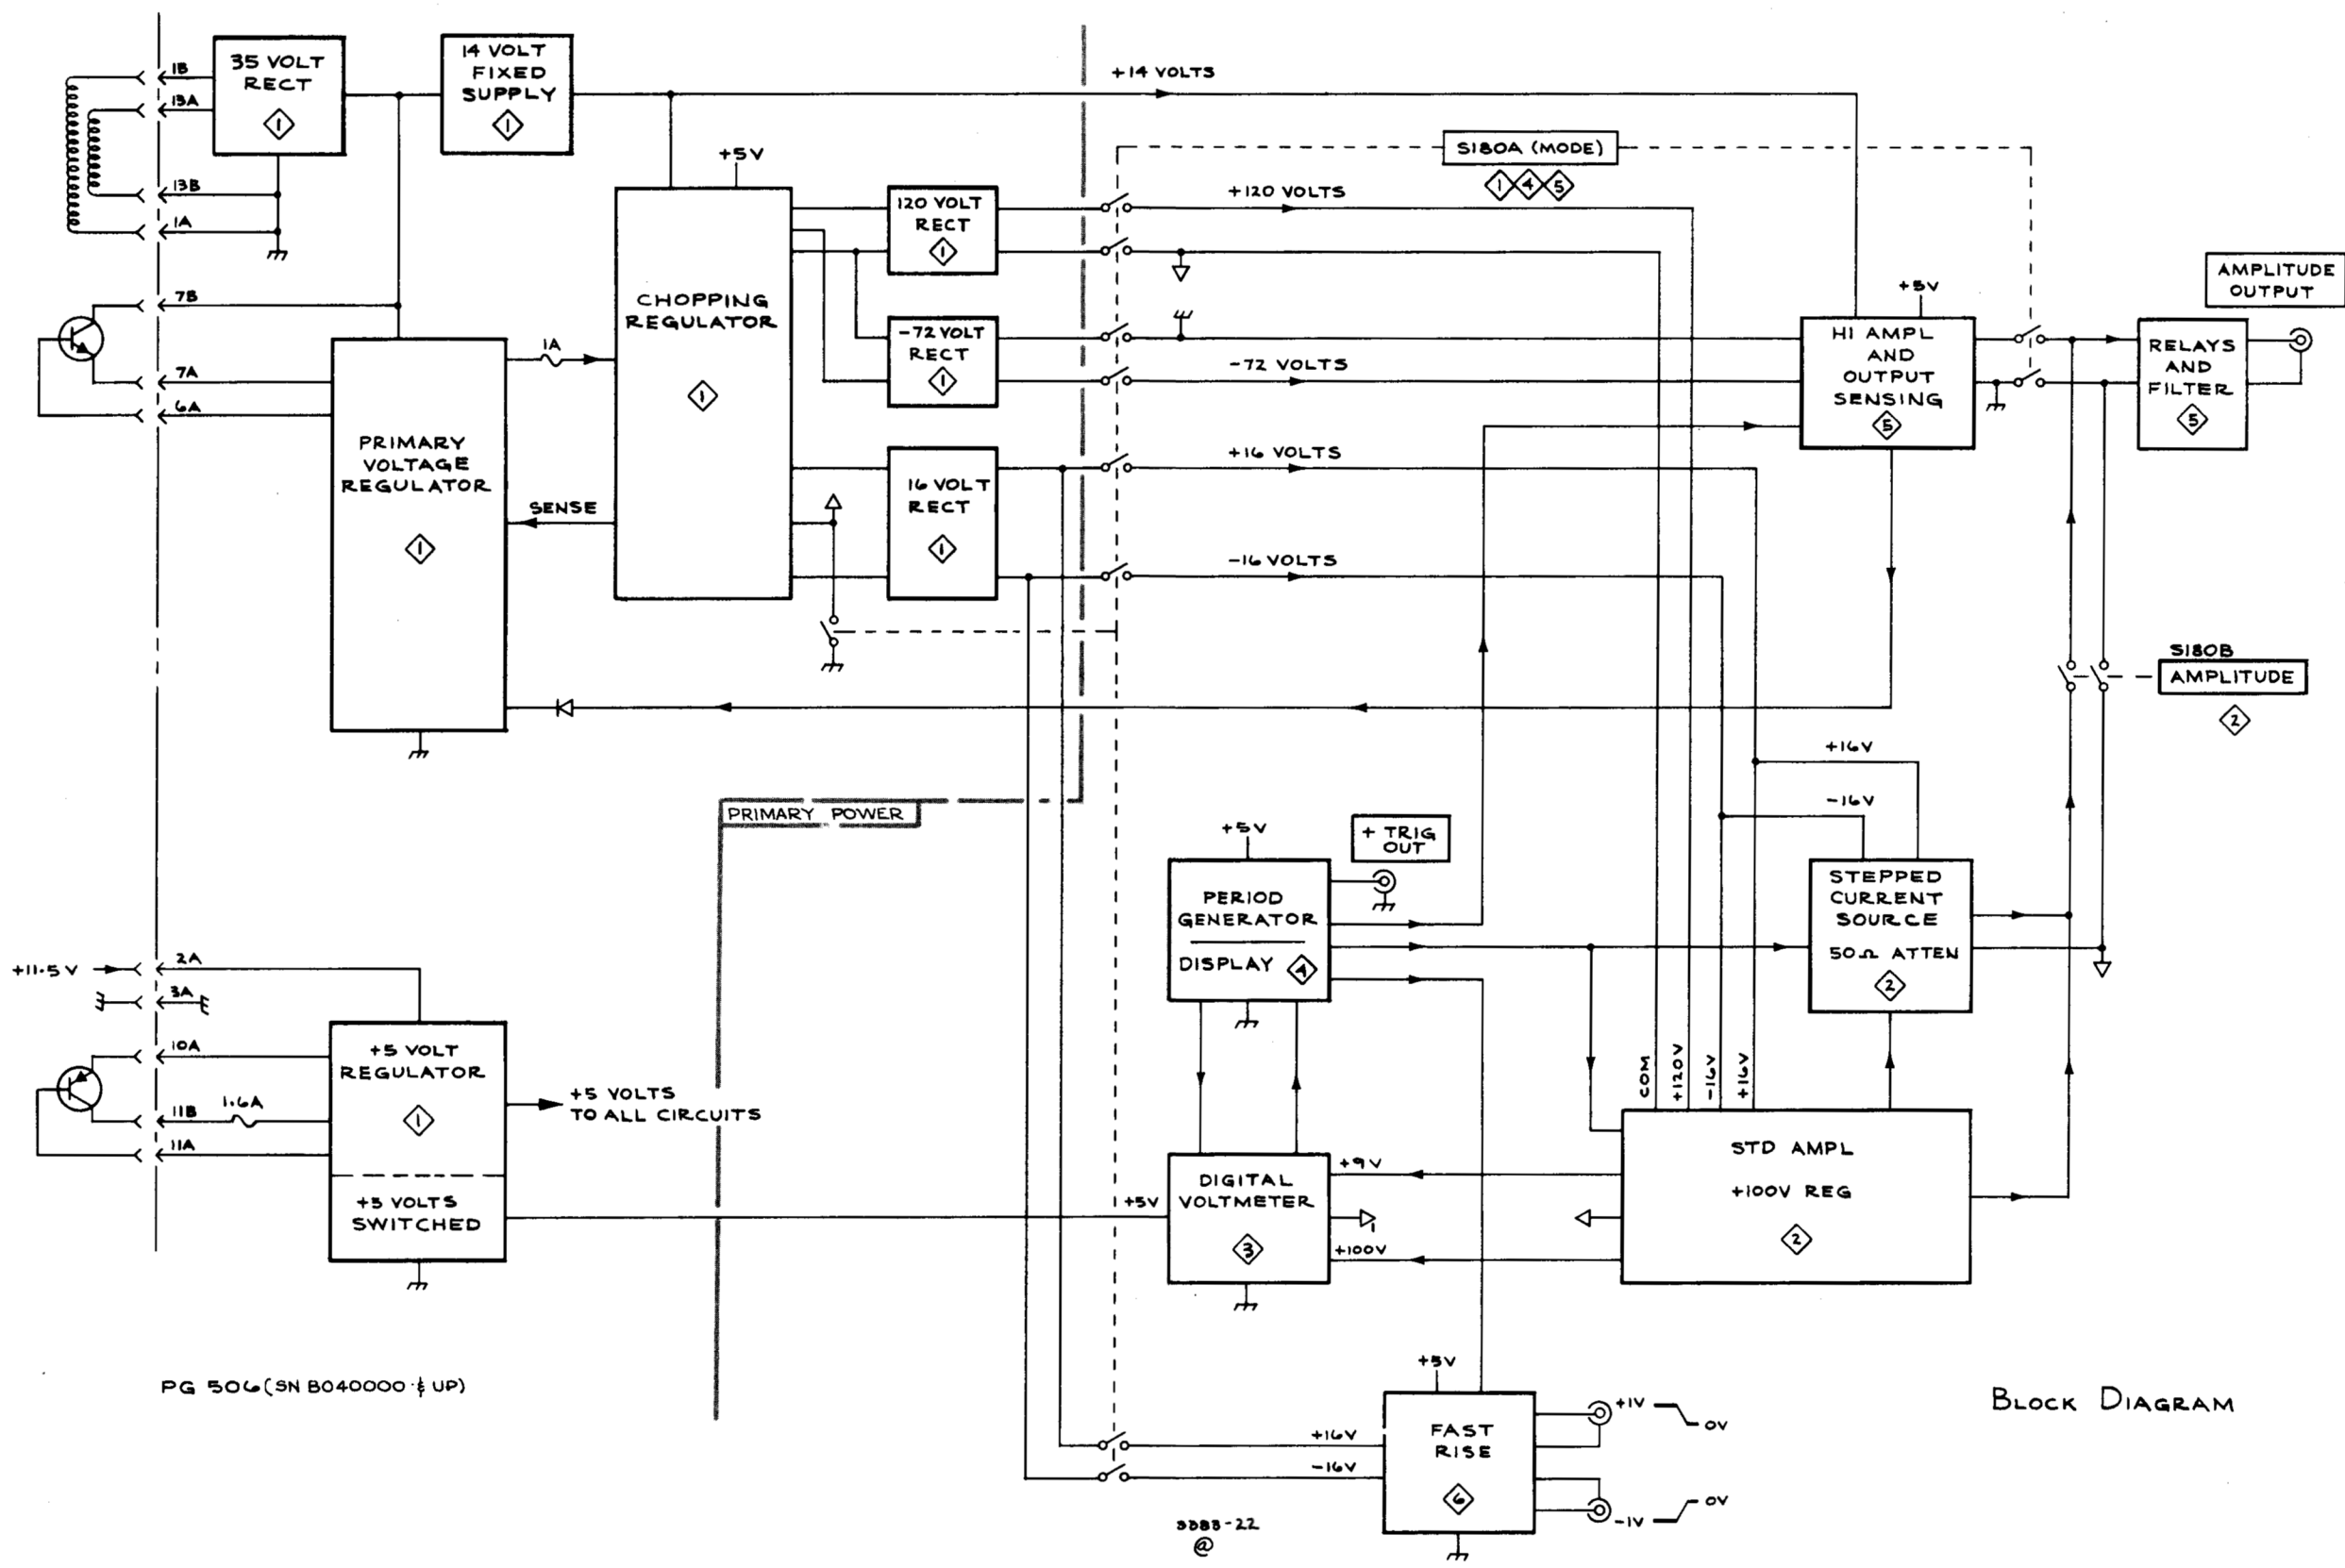 1B
13A
13B
1A
7B
7A
6A
35 VOLT
RECT
1
14 VOLT
FIXED
SUPPLY
1
+14 VOLTS
+5V
CHOPPING
REGULATOR
1
1A
SENSE
PRIMARY
VOLTAGE
REGULATOR
1
120 VOLT
RECT
1
-72 VOLT
RECT
1
16 VOLT
RECT
1
S180A (MODE)
1 4 5
+120 VOLTS
-72 VOLTS
+16 VOLTS
-16 VOLTS
+5V
HI AMPL
AND
OUTPUT
SENSING
5
AMPLITUDE
OUTPUT
RELAYS
AND
FILTER
5
S180B
AMPLITUDE
2
PRIMARY POWER
+16V
-16V
+5V
+ TRIG
OUT
PERIOD
GENERATOR
DISPLAY 4
STEPPED
CURRENT
SOURCE
50Ω ATTEN
2
+11.5V
2A
3A
10A
11B
1.6A
11A
+5 VOLT
REGULATOR
1
+5 VOLTS
SWITCHED
+5 VOLTS
TO ALL CIRCUITS
COM
+120V
-16V
+16V
+5V
DIGITAL
VOLTMETER
3
+9V
1
+100V
STD AMPL
+100V REG
2
+5V
+16V
-16V
FAST
RISE
6
+1V
0V
0V
-1V
PG 506 (SN B040000 & UP)
BLOCK DIAGRAM
3383-22
@